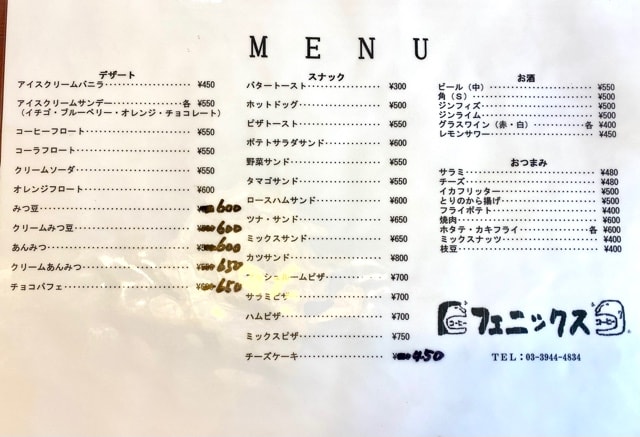 MENU
デザート
アイスクリームバニラ ¥450
アイスクリームサンデー 各 ¥550
(イチゴ・ブルーベリー・オレンジ・チョコレート)
コーヒーフロート ¥550
コーラフロート ¥550
クリームソーダ ¥550
オレンジフロート ¥600
みつ豆 ¥600
クリームみつ豆 600
あんみつ 600
クリームあんみつ 650
チョコパフェ 650
スナック
バタートースト ¥300
ホットドッグ ¥500
ピザトースト ¥550
ポテトサラダサンド ¥600
野菜サンド ¥550
タマゴサンド ¥550
ロースハムサンド ¥600
ツナ・サンド ¥650
ミックスサンド ¥650
カツサンド ¥800
マッシュルームピザ ¥700
サラミピザ ¥700
ハムピザ ¥700
ミックスピザ ¥750
チーズケーキ ¥450
お酒
ビール(中) ¥550
角(S) ¥500
ジンフィズ ¥500
ジンライム ¥500
グラスワイン(赤・白) 各 ¥400
レモンサワー ¥450
おつまみ
サラミ ¥480
チーズ ¥480
イカフリッター ¥500
とりのから揚げ ¥500
フライポテト ¥400
焼肉 ¥600
ホタテ・カキフライ 各 ¥600
ミックスナッツ ¥400
枝豆 ¥400
コーヒー フェニックス コーヒー
TEL:03-3944-4834